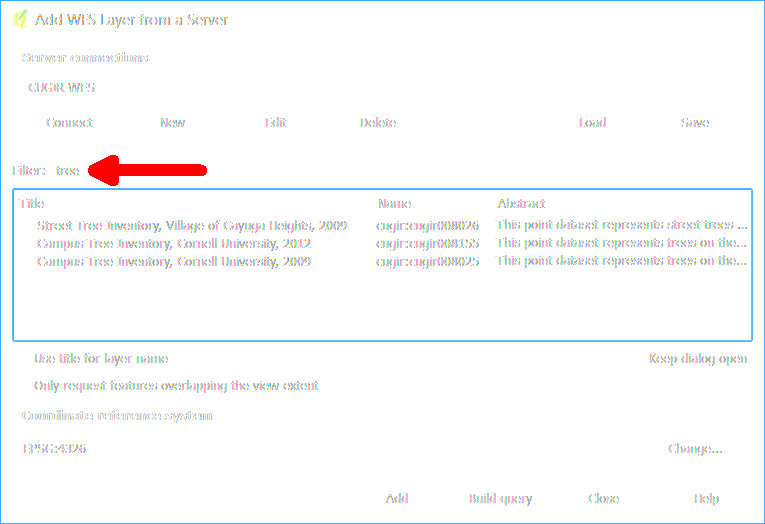 Add WFS Layer from a Server
Server connections
CUGIR WFS
Connect New Edit Delete Load Save
Filter: tree
Title Name Abstract
Street Tree Inventory, Village of Cayuga Heights, 2009 cugir:cugir008026 This point dataset represents street trees ...
Campus Tree Inventory, Cornell University, 2012 cugir:cugir008155 This point dataset represents trees on the...
Campus Tree Inventory, Cornell University, 2009 cugir:cugir008025 This point dataset represents trees on the...
Use title for layer name Keep dialog open
Only request features overlapping the view extent
Coordinate reference system
EPSG:4326 Change...
Add Build query Close Help